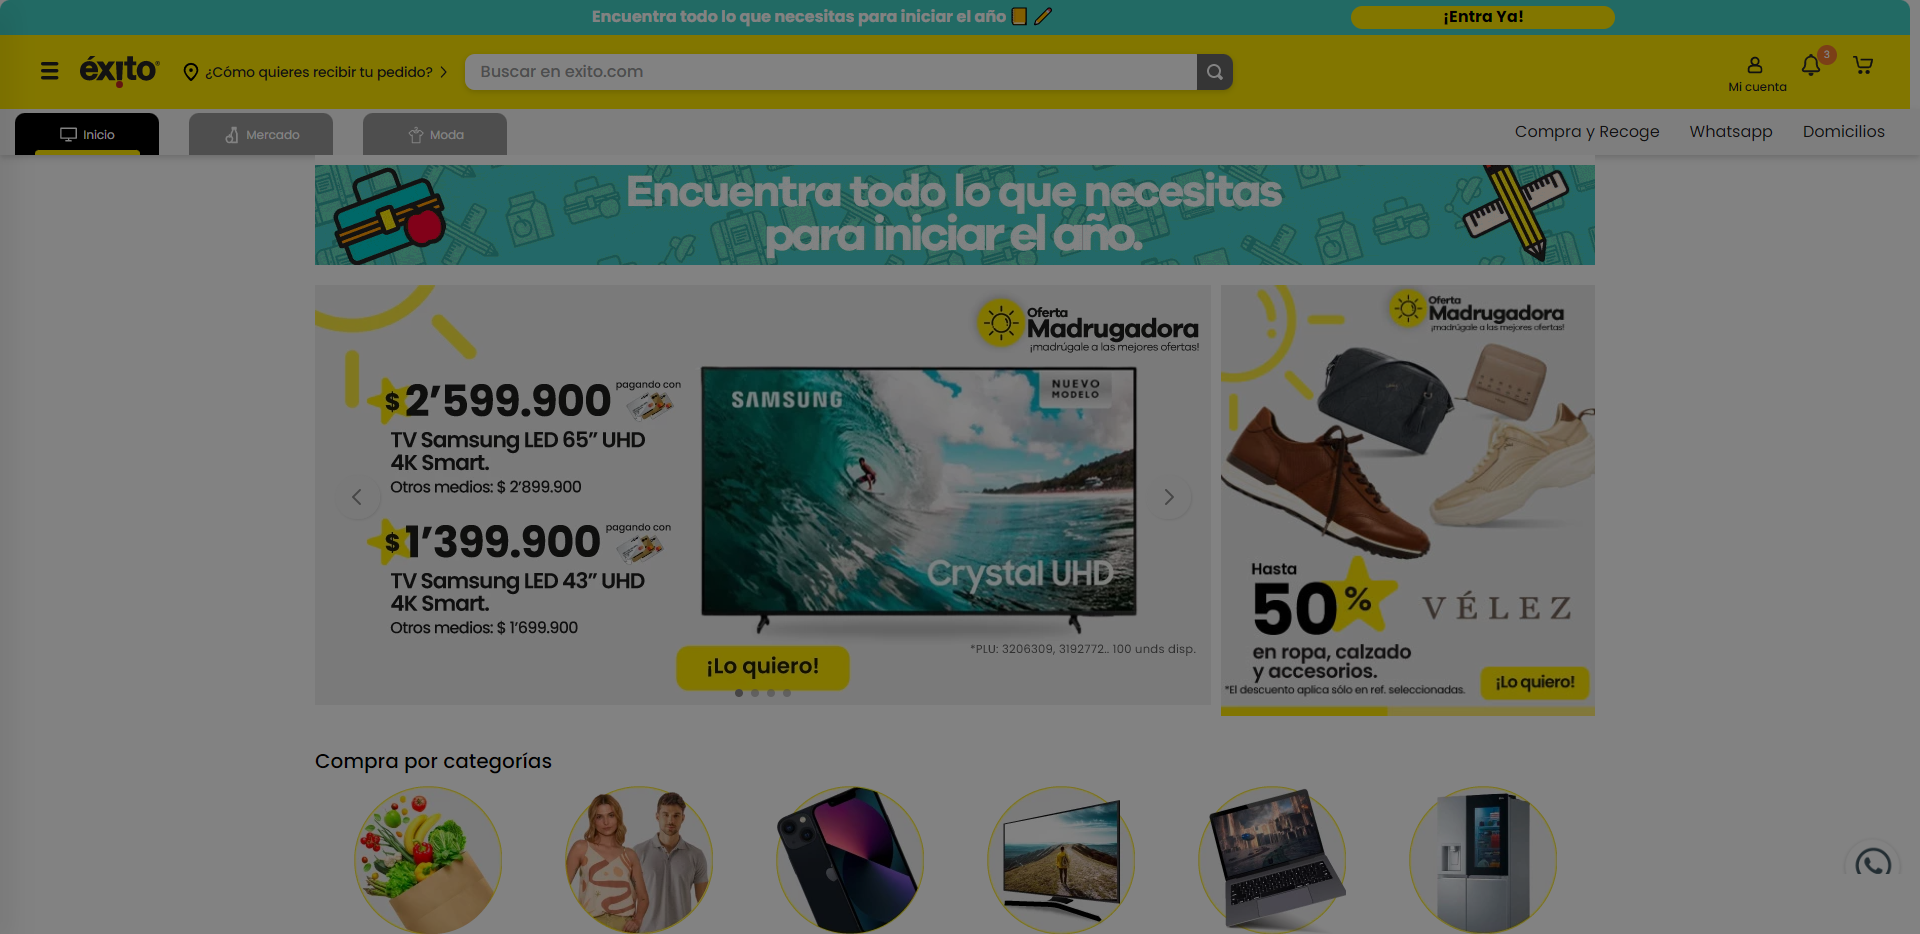 Encuentra todo lo que necesitas para iniciar el año
¡Entra Ya!
éxito
¿Cómo quieres recibir tu pedido?
Buscar en exito.com
3
Mi cuenta
Inicio
Mercado
Moda
Compra y Recoge
Whatsapp
Domicilios
Encuentra todo lo que necesitas
para iniciar el año.
Oferta
Madrugadora
¡madrúgale a las mejores ofertas!
$2'599.900
pagando con
TV Samsung LED 65” UHD
4K Smart.
Otros medios: $ 2'899.900
$1'399.900
pagando con
TV Samsung LED 43” UHD
4K Smart.
Otros medios: $ 1'699.900
SAMSUNG
NUEVO
MODELO
Crystal UHD
*PLU: 3206309, 3192772.. 100 unds disp.
¡Lo quiero!
Oferta
Madrugadora
¡madrúgale a las mejores ofertas!
Hasta
50%
VÉLEZ
en ropa, calzado
y accesorios.
*El descuento aplica sólo en ref. seleccionadas.
¡Lo quiero!
Compra por categorías